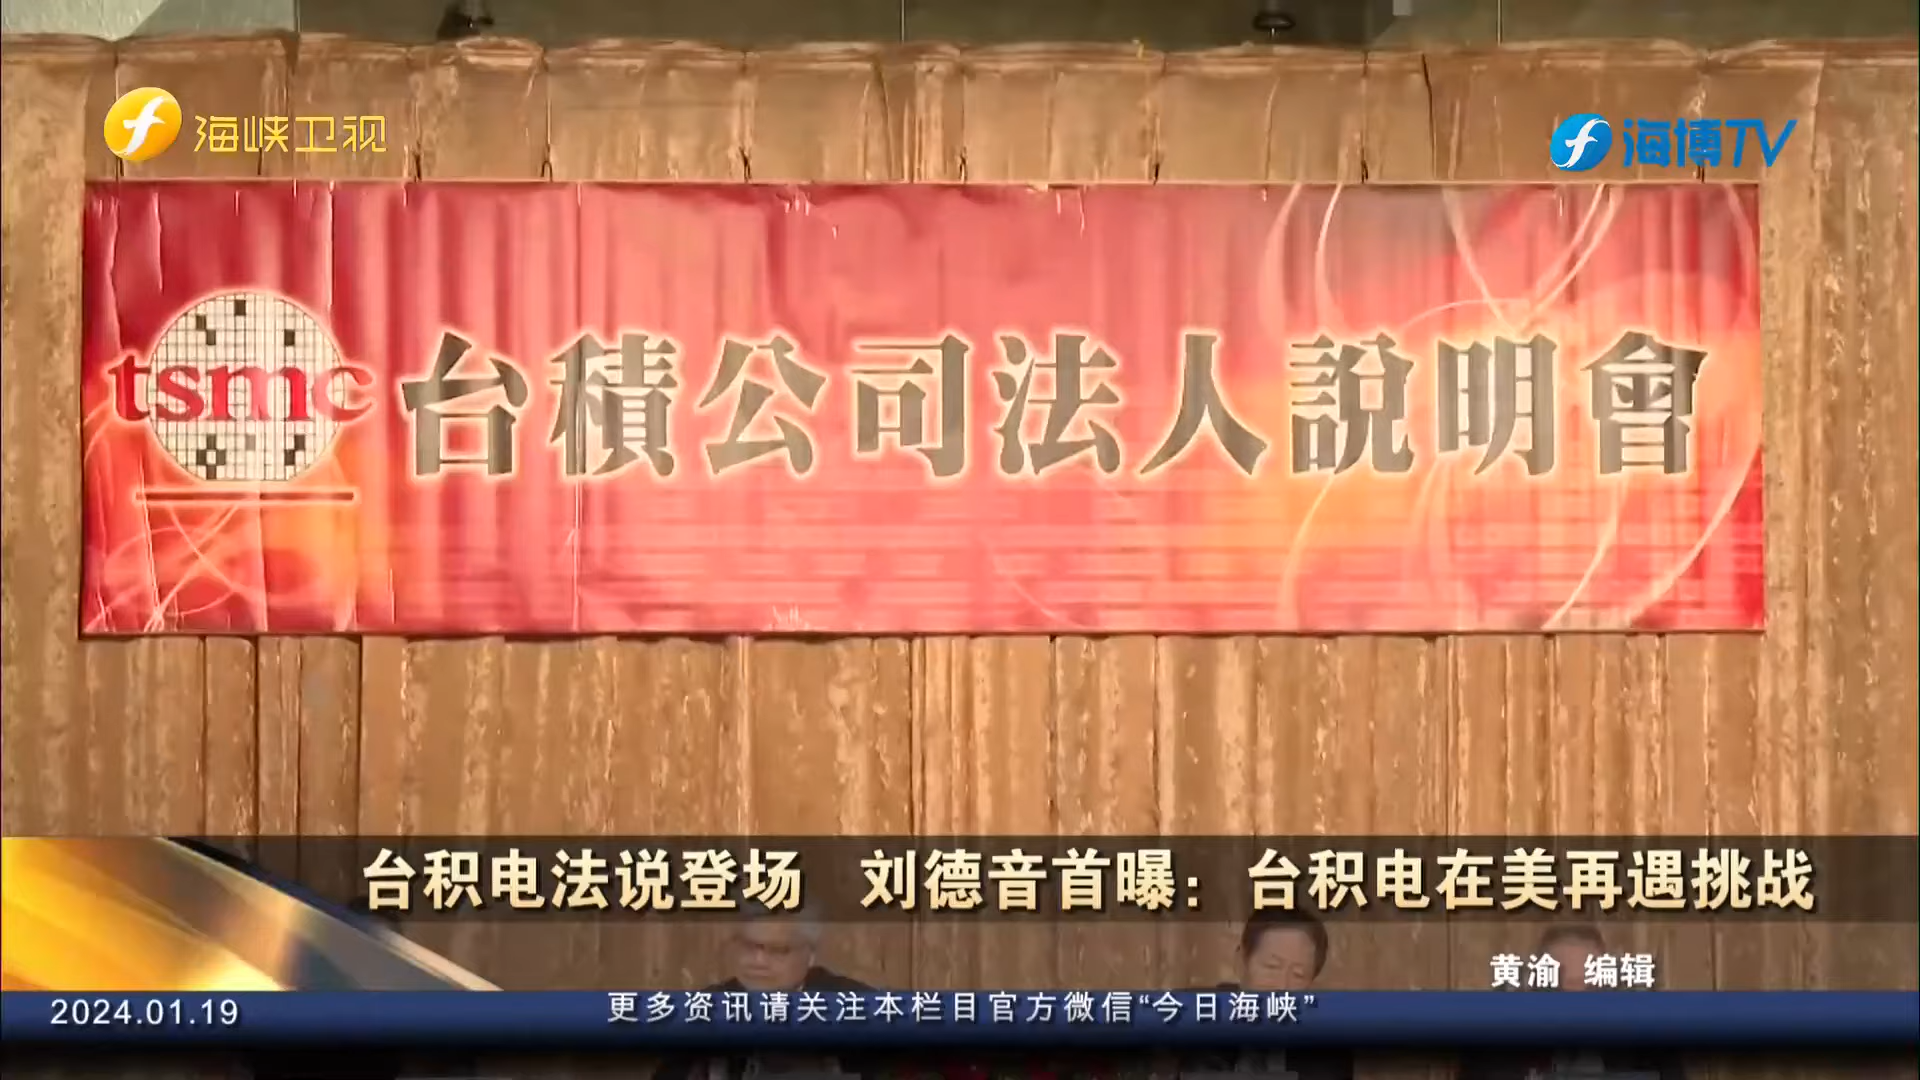 海峡卫视
海博TV
tsmc 台積公司法人說明會
台积电法说登场 刘德音首曝：台积电在美再遇挑战
黄渝 编辑
2024.01.19
更多资讯请关注本栏目官方微信“今日海峡”